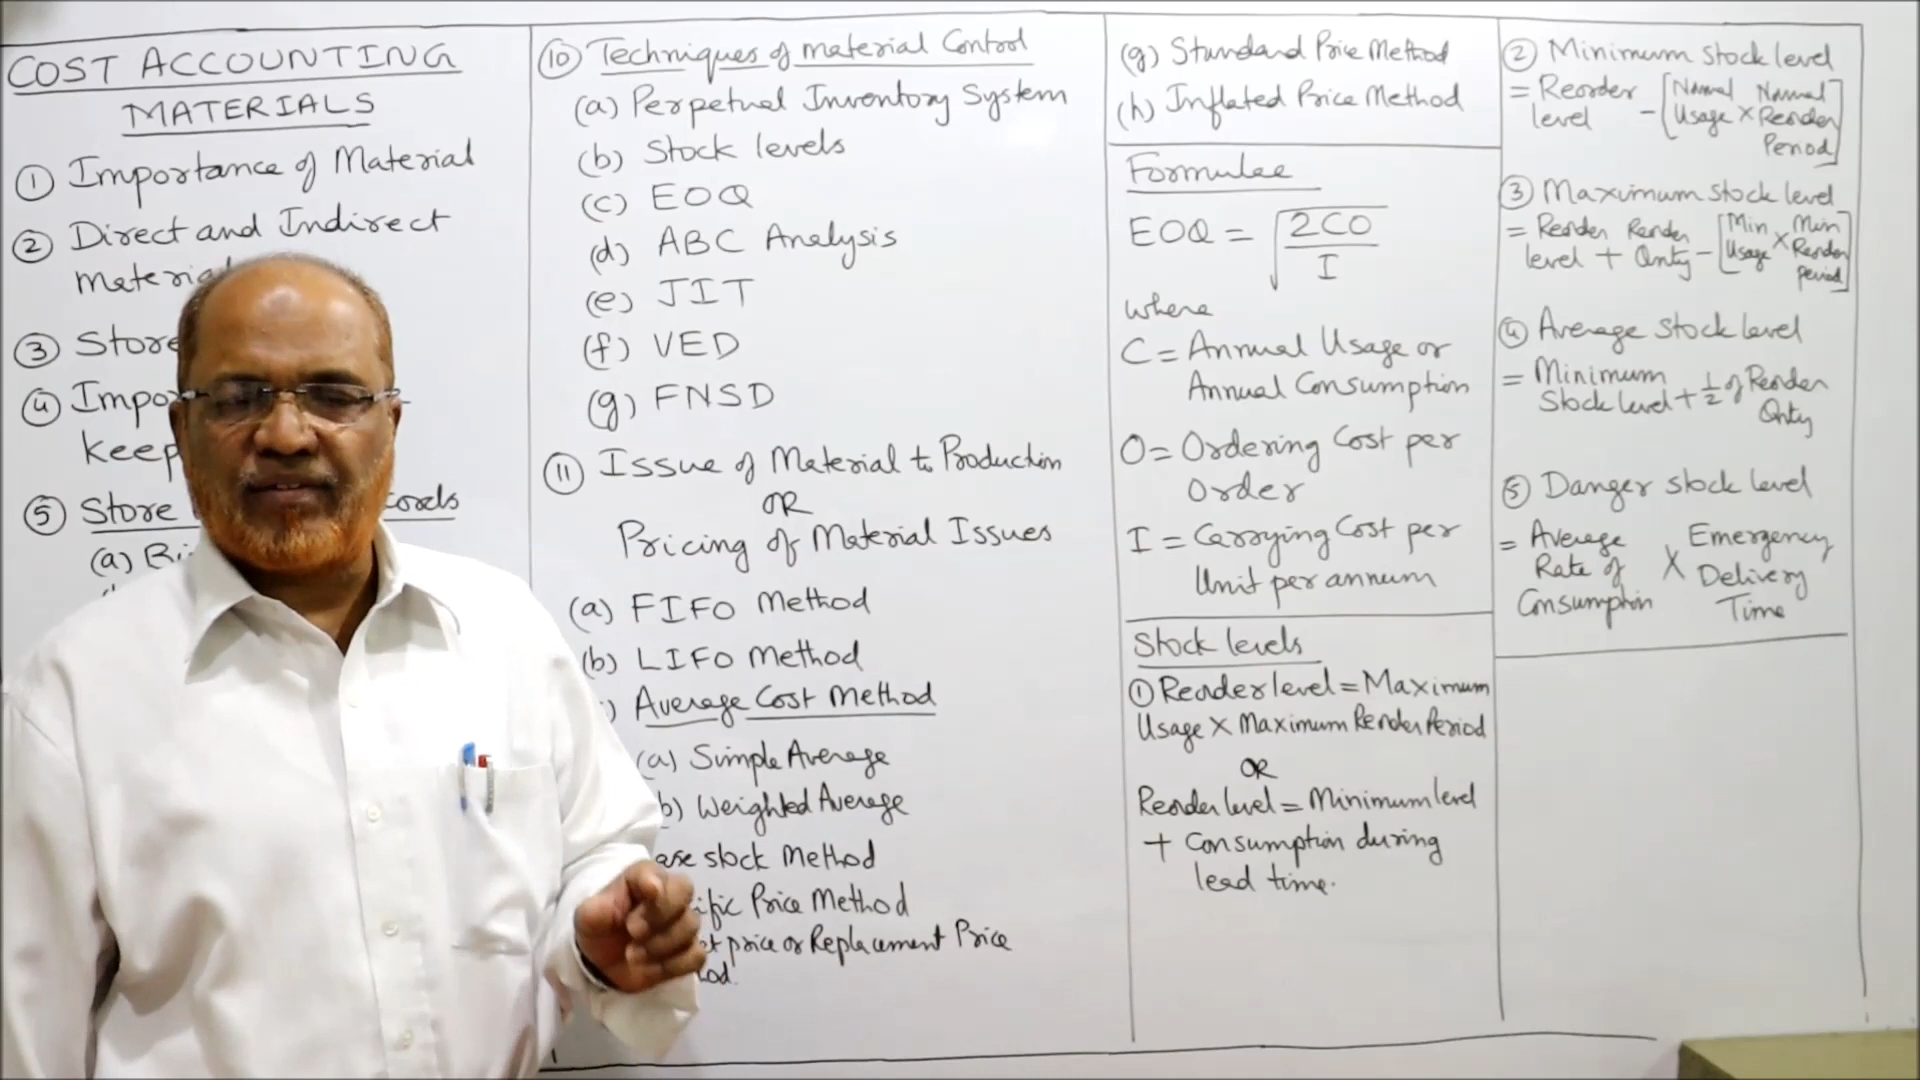 COST ACCOUNTING
MATERIALS
① Importance of Material
② Direct and Indirect
③
④
⑤ Store
(a)
⑩ Techniques of material Control
(a) Perpetual Inventory System
(b) Stock levels
(c) EOQ
(d) ABC Analysis
(e) JIT
(f) VED
(g) FNSD
⑪ Issue of Material to Production
OR
Pricing of Material Issues
(a) FIFO Method
(b) LIFO Method
Average Cost Method
(a) Simple Average
(b) Weighted Average
stock Method
Price Method
price or Replacement Price
(g) Standard Price Method
(h) Inflated Price Method
Formulae
EOQ = √2CO
I
where
C = Annual Usage or
Annual Consumption
O = Ordering Cost per
Order
I = Carrying Cost per
Unit per annum
Stock levels
① Reorder level = Maximum
Usage × Maximum Reorder Period
OR
Reorder level = Minimum level
+ Consumption during
lead time.
② Minimum stock level
= Reorder [Normal Normal
level - Usage × Reorder
Period]
③ Maximum stock level
= Reorder Reorder [Min Min
level + Qnty - Usage × Reorder
period]
④ Average stock level
= Minimum
Stock level + 1/2 of Reorder
Qnty
⑤ Danger stock level
= Average Emergency
Rate of × Delivery
Consumption Time